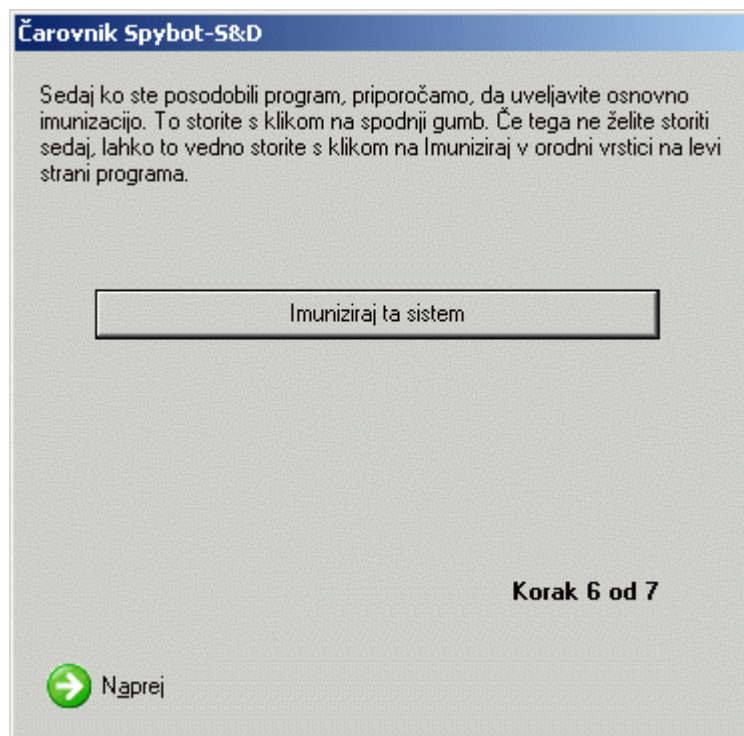 Čarovnik Spybot-S&D
Sedaj ko ste posodobili program, priporočamo, da uveljavite osnovno
imunizacijo. To storite s klikom na spodnji gumb. Če tega ne želite storiti
sedaj, lahko to vedno storite s klikom na Imuniziraj v orodni vrstici na levi
strani programa.
Imuniziraj ta sistem
Korak 6 od 7
Naprej